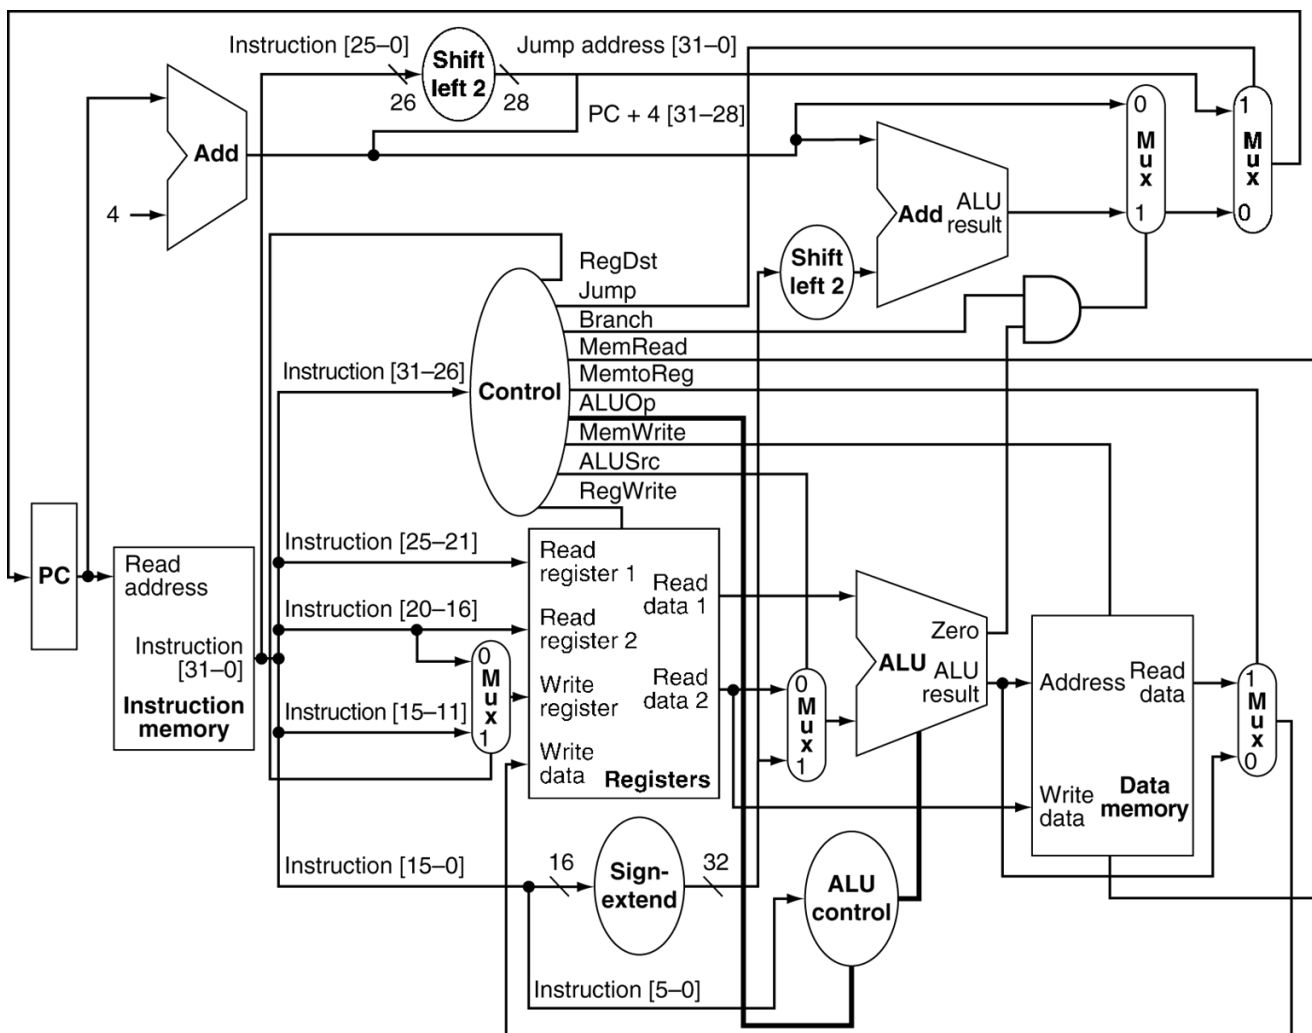 Instruction [25–0]
Shift
left 2
Jump address [31–0]
26
28
PC + 4 [31–28]
Add
4
0
M
u
x
1
1
M
u
x
0
Add
ALU
result
Shift
left 2
RegDst
Jump
Branch
MemRead
MemtoReg
ALUOp
MemWrite
ALUSrc
RegWrite
Instruction [31–26]
Control
PC
Read
address
Instruction
[31–0]
Instruction
memory
Instruction [25–21]
Instruction [20–16]
Instruction [15–11]
0
M
u
x
1
Read
register 1
Read
register 2
Write
register
Write
data
Read
data 1
Read
data 2
Registers
0
M
u
x
1
Zero
ALU
ALU
result
Address
Read
data
Write
data
Data
memory
1
M
u
x
0
Instruction [15–0]
16
Sign-
extend
32
ALU
control
Instruction [5–0]